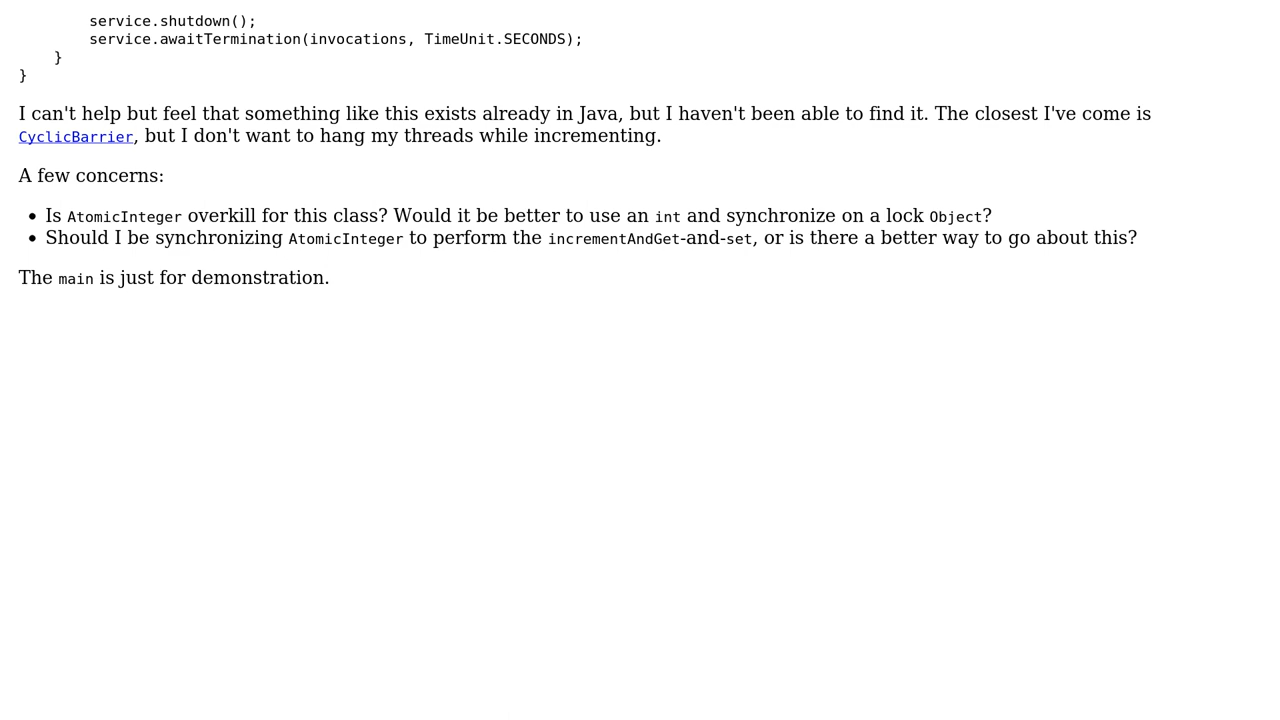 service.shutdown();
service.awaitTermination(invocations, TimeUnit.SECONDS);
}
}
I can't help but feel that something like this exists already in Java, but I haven't been able to find it. The closest I've come is
CyclicBarrier, but I don't want to hang my threads while incrementing.
A few concerns:
• Is AtomicInteger overkill for this class? Would it be better to use an int and synchronize on a lock Object?
• Should I be synchronizing AtomicInteger to perform the incrementAndGet-and-set, or is there a better way to go about this?
The main is just for demonstration.